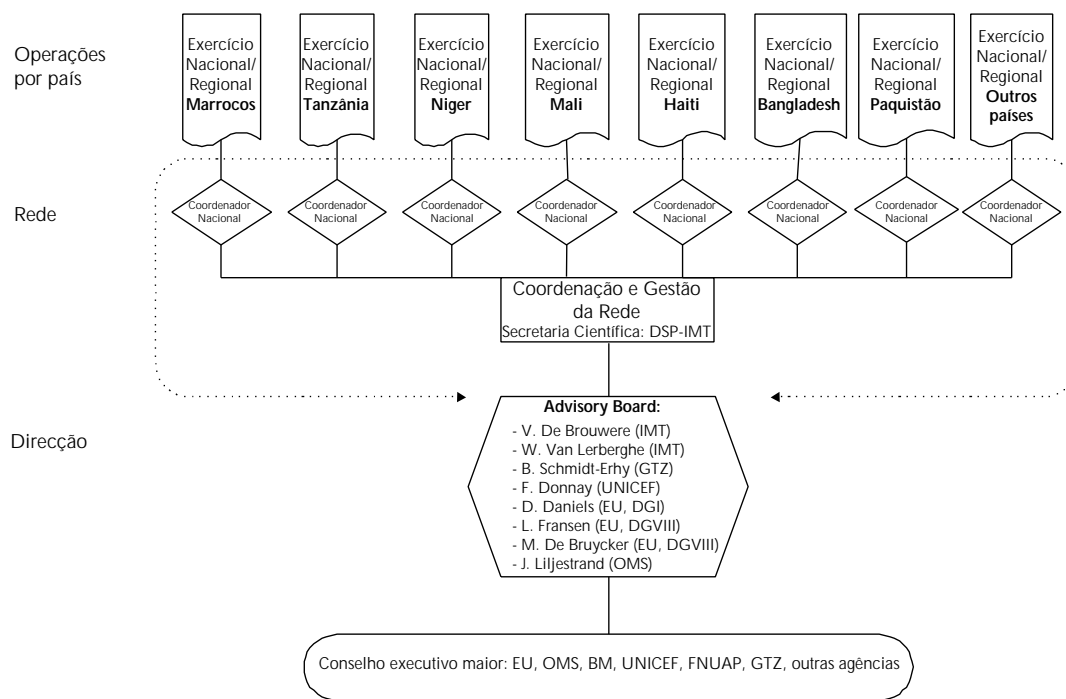 Operações
por país
Exercício
Nacional/
Regional
Marrocos
Exercício
Nacional/
Regional
Tanzânia
Exercício
Nacional/
Regional
Niger
Exercício
Nacional/
Regional
Mali
Exercício
Nacional/
Regional
Haiti
Exercício
Nacional/
Regional
Bangladesh
Exercício
Nacional/
Regional
Paquistão
Exercício
Nacional/
Regional
Outros
países
Rede
Coordenador
Nacional
Coordenador
Nacional
Coordenador
Nacional
Coordenador
Nacional
Coordenador
Nacional
Coordenador
Nacional
Coordenador
Nacional
Coordenador
Nacional
Coordenação e Gestão
da Rede
Secretaria Científica: DSP-IMT
Direcção
Advisory Board:
- V. De Brouwere (IMT)
- W. Van Lerberghe (IMT)
- B. Schmidt-Erhy (GTZ)
- F. Donnay (UNICEF)
- D. Daniels (EU, DGI)
- L. Fransen (EU, DGVIII)
- M. De Bruycker (EU, DGVIII)
- J. Liljestrand (OMS)
Conselho executivo maior: EU, OMS, BM, UNICEF, FNUAP, GTZ, outras agências